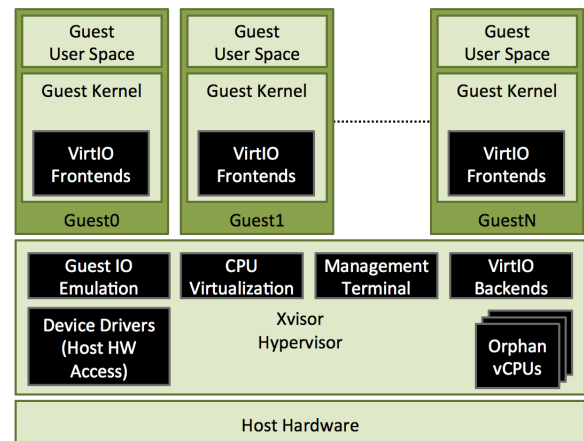 Guest
User Space
Guest Kernel
VirtIO
Frontends
Guest0
Guest
User Space
Guest Kernel
VirtIO
Frontends
Guest1
Guest
User Space
Guest Kernel
VirtIO
Frontends
GuestN
Guest IO
Emulation
CPU
Virtualization
Management
Terminal
VirtIO
Backends
Device Drivers
(Host HW
Access)
Xvisor
Hypervisor
Orphan
vCPUs
Host Hardware